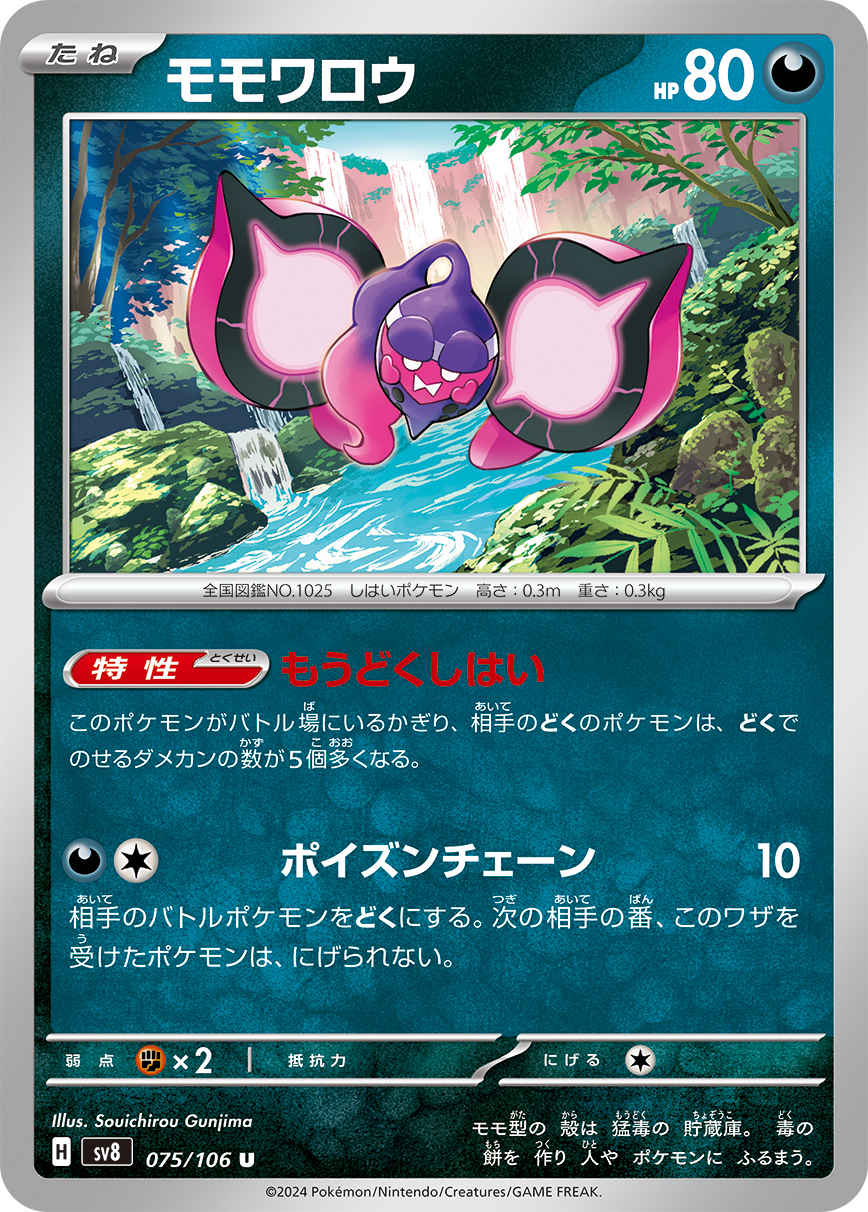 たね
モモワロウ
HP 80
全国図鑑NO.1025 しはいポケモン 高さ:0.3m 重さ:0.3kg
特性 とくせい もうどくしはい
このポケモンがバトル場にいるかぎり、相手のどくのポケモンは、どくで
のせるダメカンの数が5個多くなる。
ポイズンチェーン 10
相手のバトルポケモンをどくにする。次の相手の番、このワザを
受けたポケモンは、にげられない。
弱点 ×2 抵抗力 にげる
Illus. Souichirou Gunjima
H sv8 075/106 U
モモ型の 殻は 猛毒の 貯蔵庫。 毒の
餅を 作り 人や ポケモンに ふるまう。
©2024 Pokémon/Nintendo/Creatures/GAME FREAK.